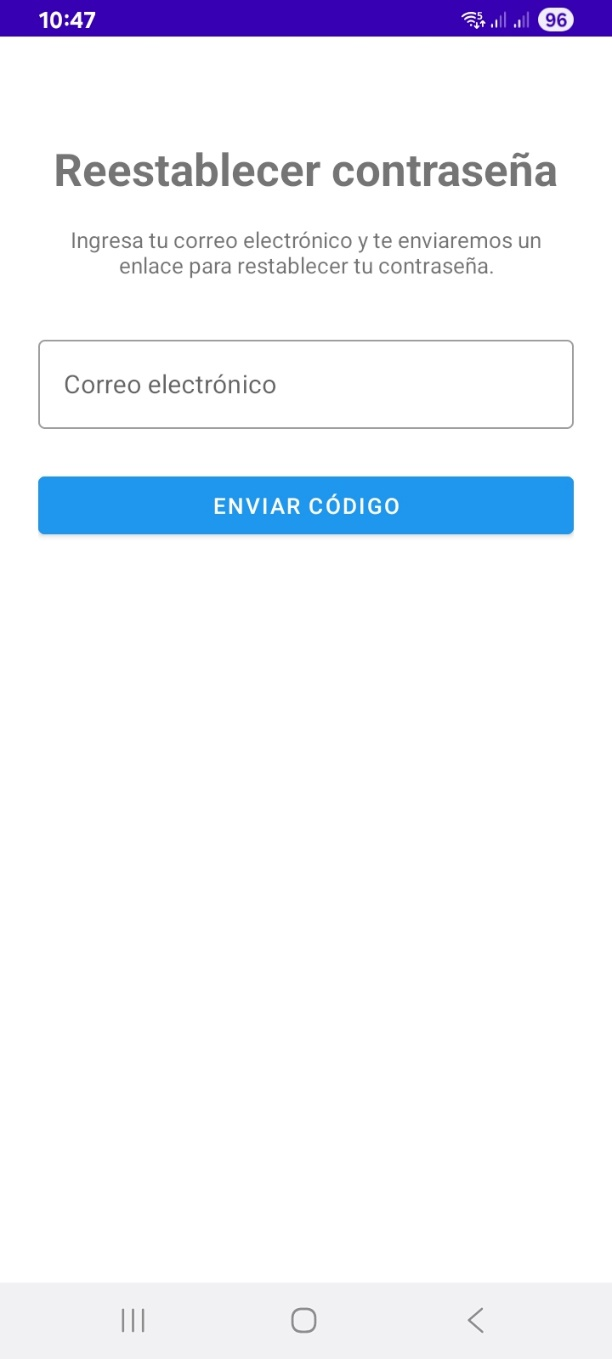 10:47
5
96
Reestablecer contraseña
Ingresa tu correo electrónico y te enviaremos un
enlace para restablecer tu contraseña.
Correo electrónico
ENVIAR CÓDIGO